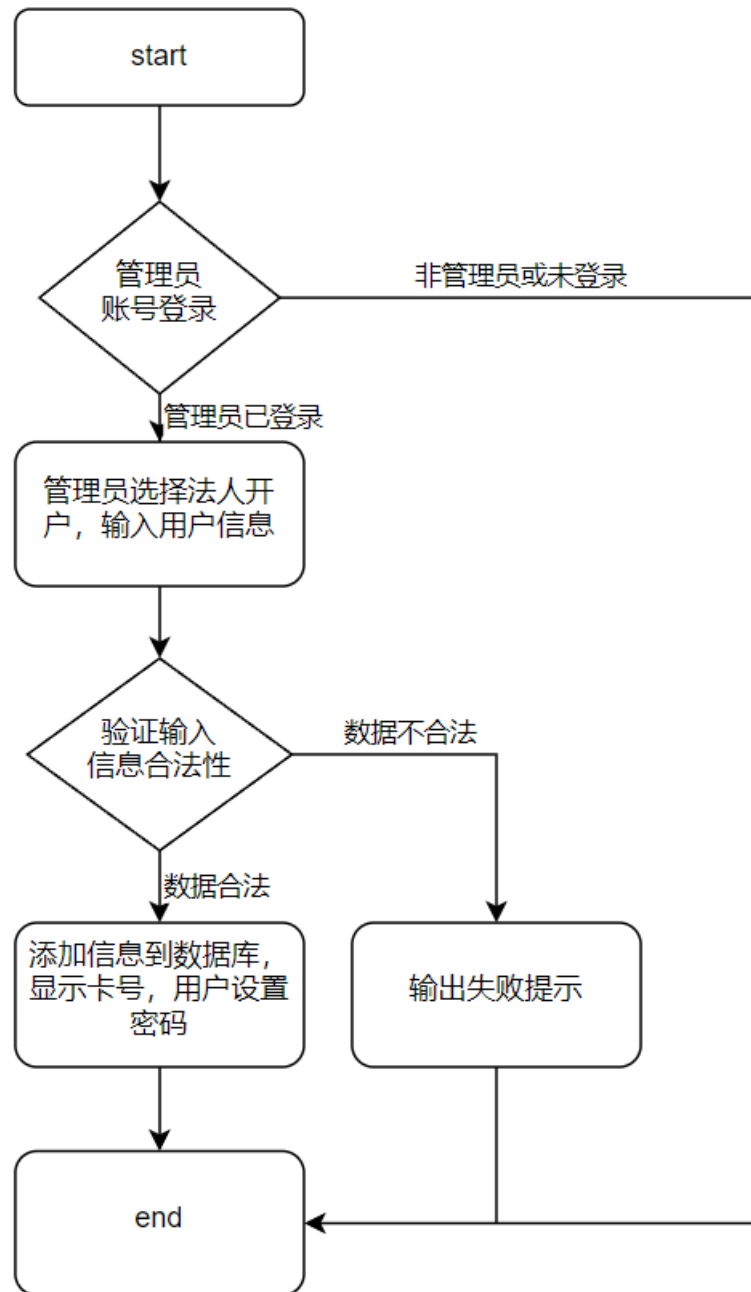 start
管理员
账号登录
非管理员或未登录
管理员已登录
管理员选择法人开
户，输入用户信息
验证输入
信息合法性
数据不合法
数据合法
添加信息到数据库，
显示卡号，用户设置
密码
输出失败提示
end